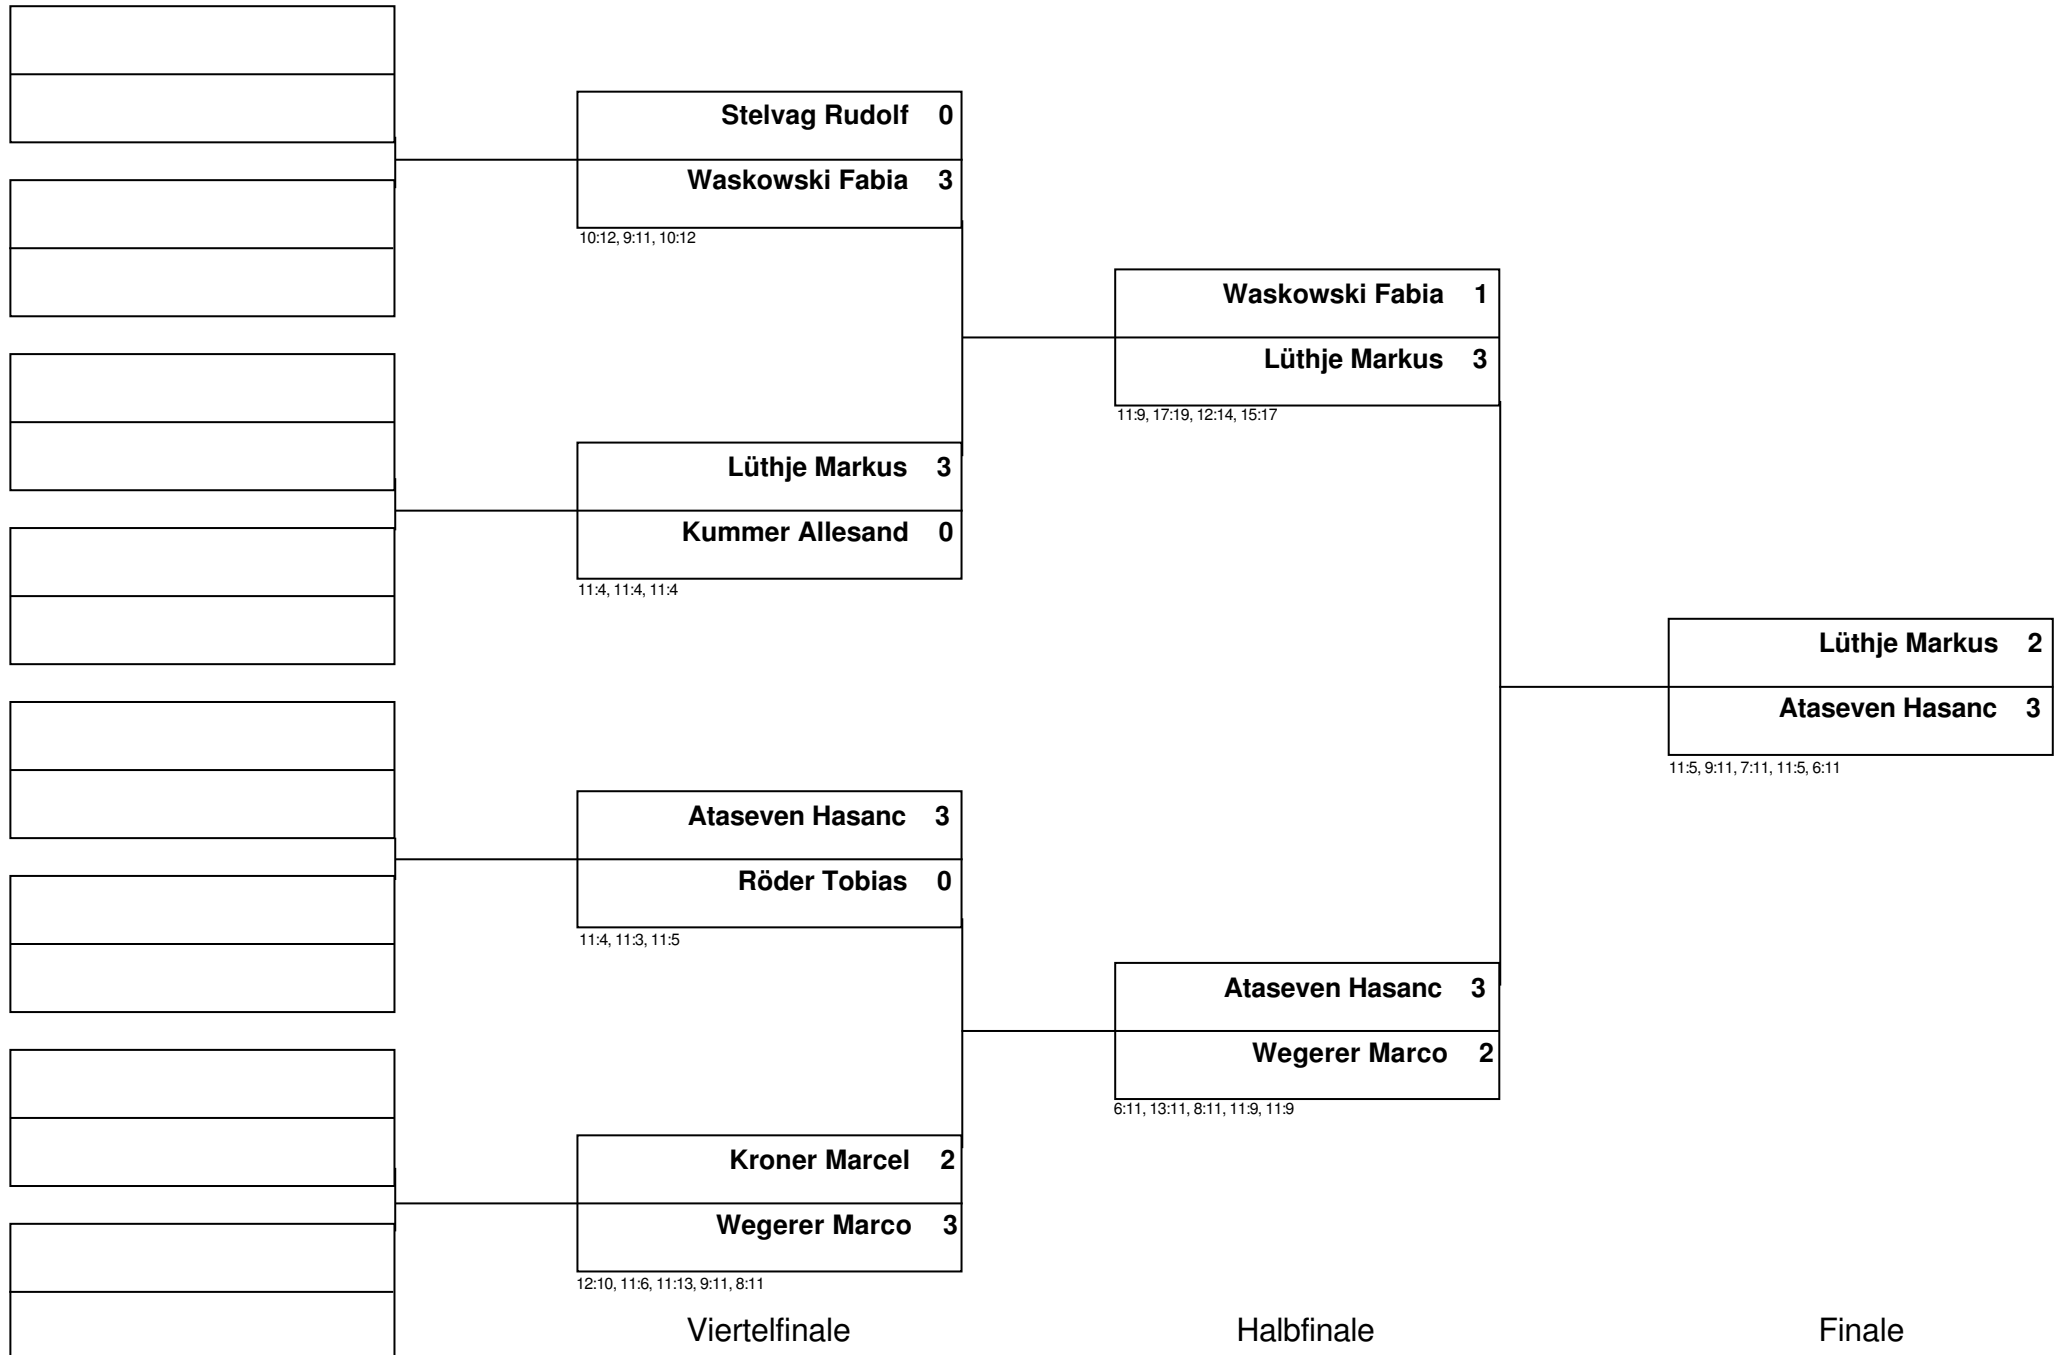 Stelvag Rudolf 0
Waskowski Fabia 3
10:12, 9:11, 10:12
Lüthje Markus 3
Kummer Allesand 0
11:4, 11:4, 11:4
Ataseven Hasanc 3
Röder Tobias 0
11:4, 11:3, 11:5
Kroner Marcel 2
Wegerer Marco 3
12:10, 11:6, 11:13, 9:11, 8:11
Viertelfinale
Waskowski Fabia 1
Lüthje Markus 3
11:9, 17:19, 12:14, 15:17
Ataseven Hasanc 3
Wegerer Marco 2
6:11, 13:11, 8:11, 11:9, 11:9
Halbfinale
Lüthje Markus 2
Ataseven Hasanc 3
11:5, 9:11, 7:11, 11:5, 6:11
Finale